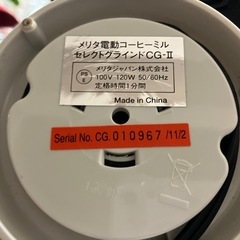 メリタ電動コーヒーミル
セレクトグラインドCG-Ⅱ
メリタジャパン株式会社
100V-120W 50/60Hz
定格時間1分間
Made in China
Serial No. CG. 010967 /11/2